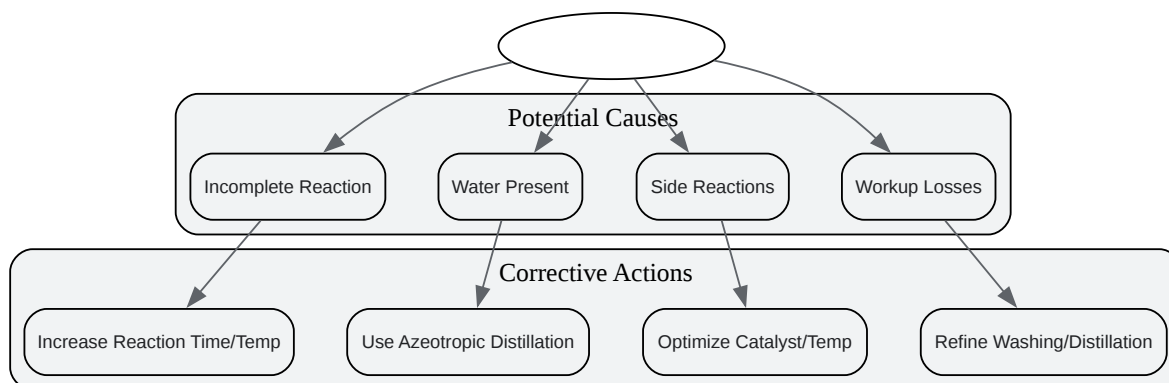 Potential Causes
Incomplete Reaction
Water Present
Side Reactions
Workup Losses
Corrective Actions
Increase Reaction Time/Temp
Use Azeotropic Distillation
Optimize Catalyst/Temp
Refine Washing/Distillation